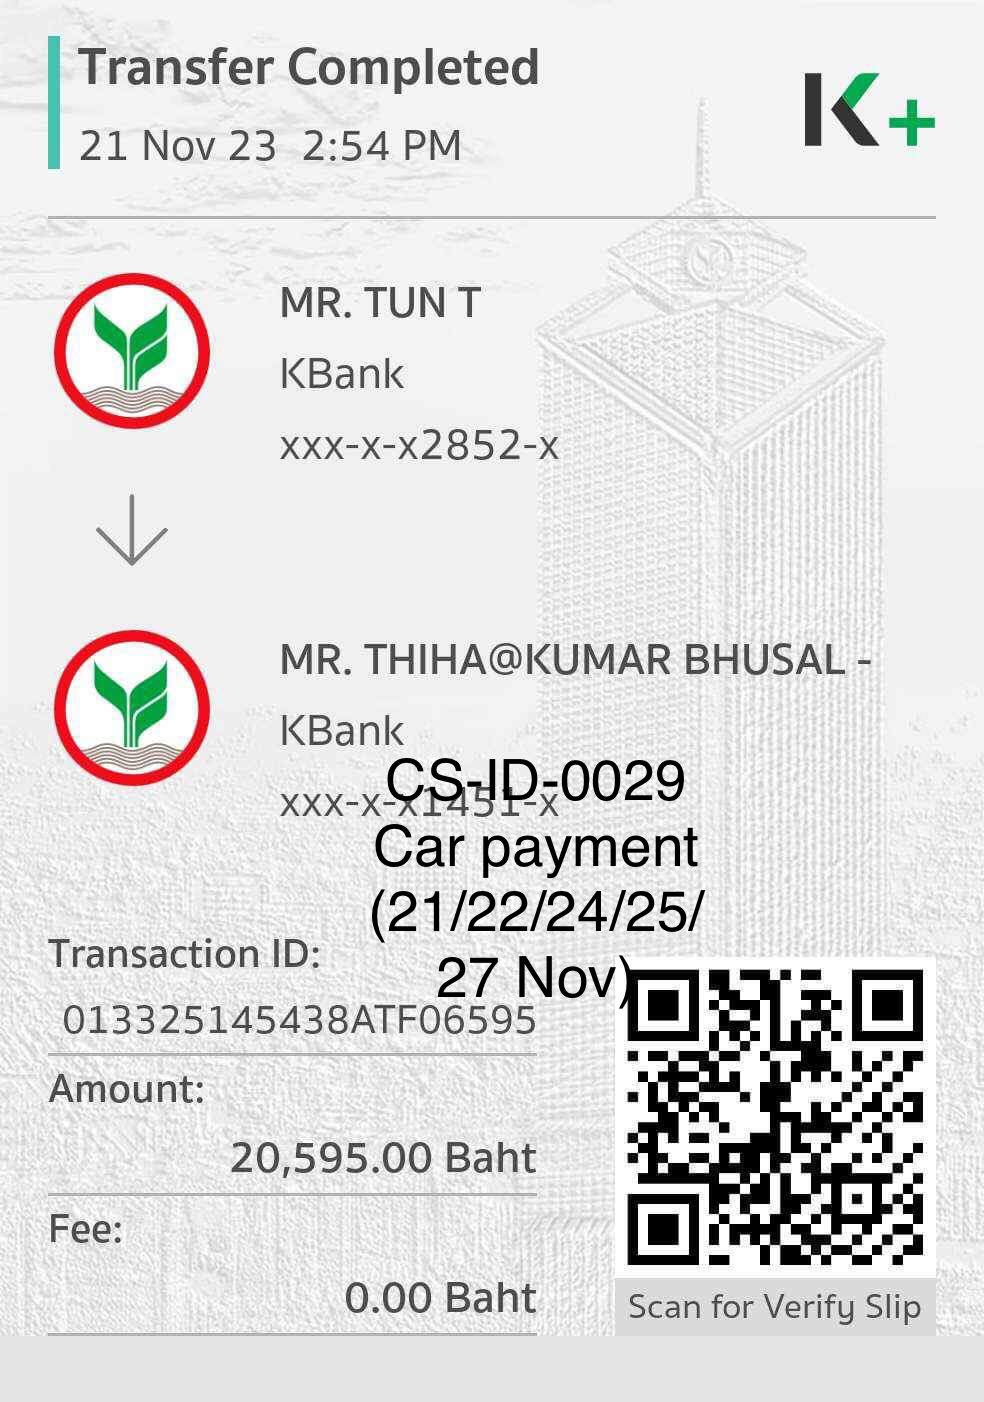 Transfer Completed
21 Nov 23 2:54 PM
K+
MR. TUN T
KBank
xxx-x-x2852-x
MR. THIHA@KUMAR BHUSAL -
KBank
xxx-x-x1451-x
CS-ID-0029
Car payment
(21/22/24/25/
27 Nov)
Transaction ID:
013325145438ATF06595
Amount:
20,595.00 Baht
Fee:
0.00 Baht
Scan for Verify Slip